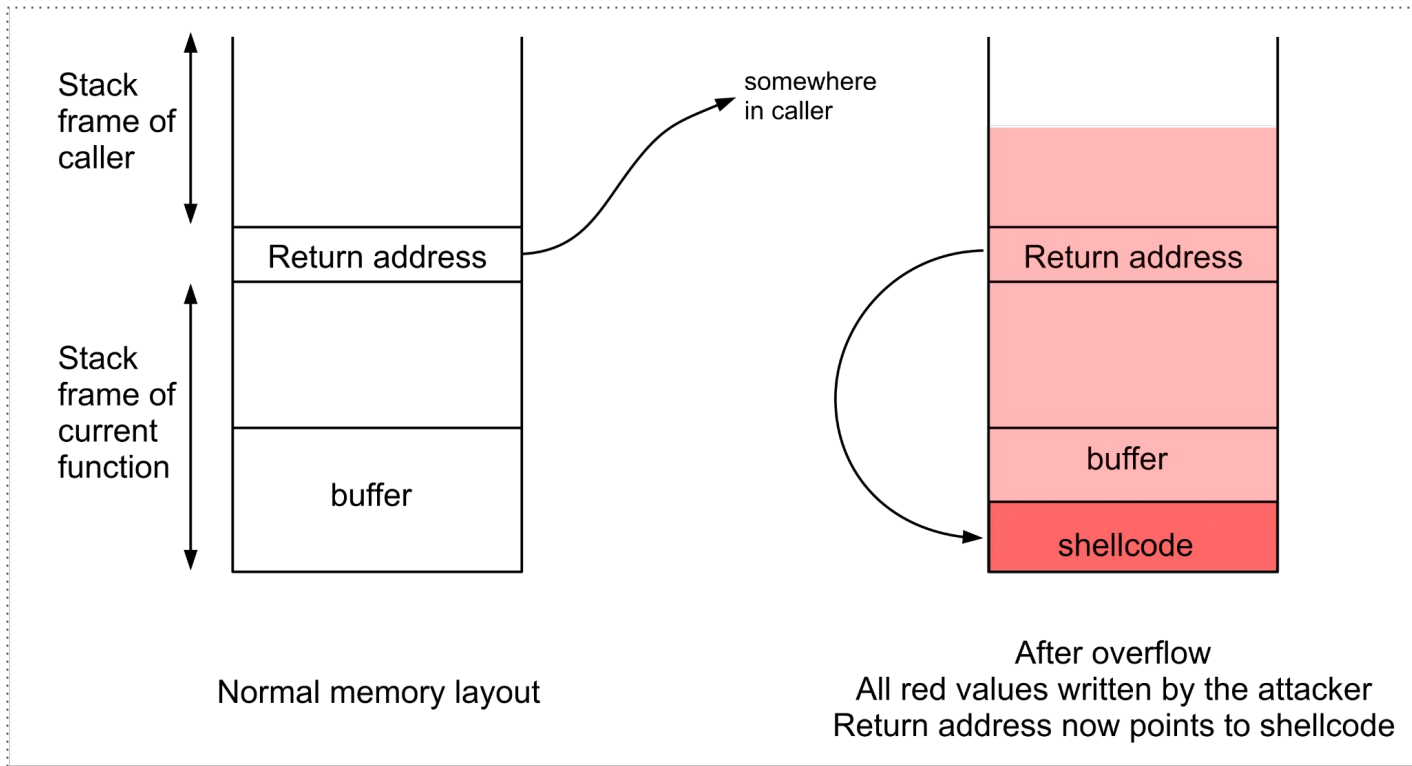 Stack
frame of
caller
somewhere
in caller
Return address
Stack
frame of
current
function
buffer
Normal memory layout
Return address
buffer
shellcode
After overflow
All red values written by the attacker
Return address now points to shellcode